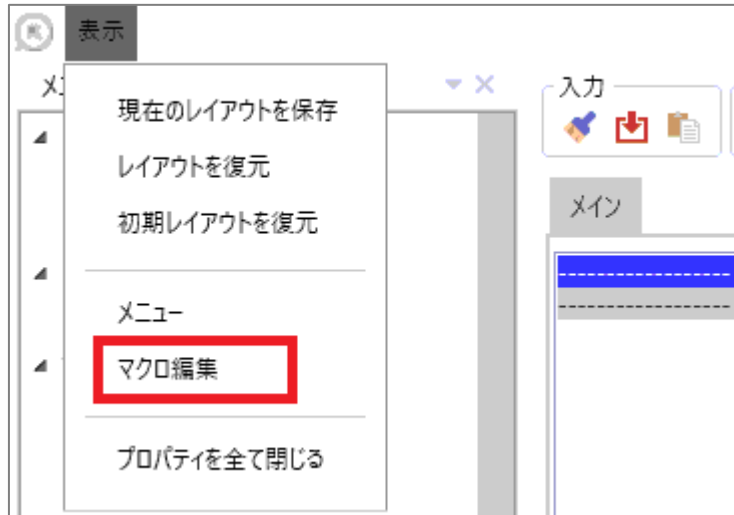 表示
メ
現在のレイアウトを保存
レイアウトを復元
初期レイアウトを復元
メニュー
マクロ編集
プロパティを全て閉じる
入力
メイン
--------------------
--------------------